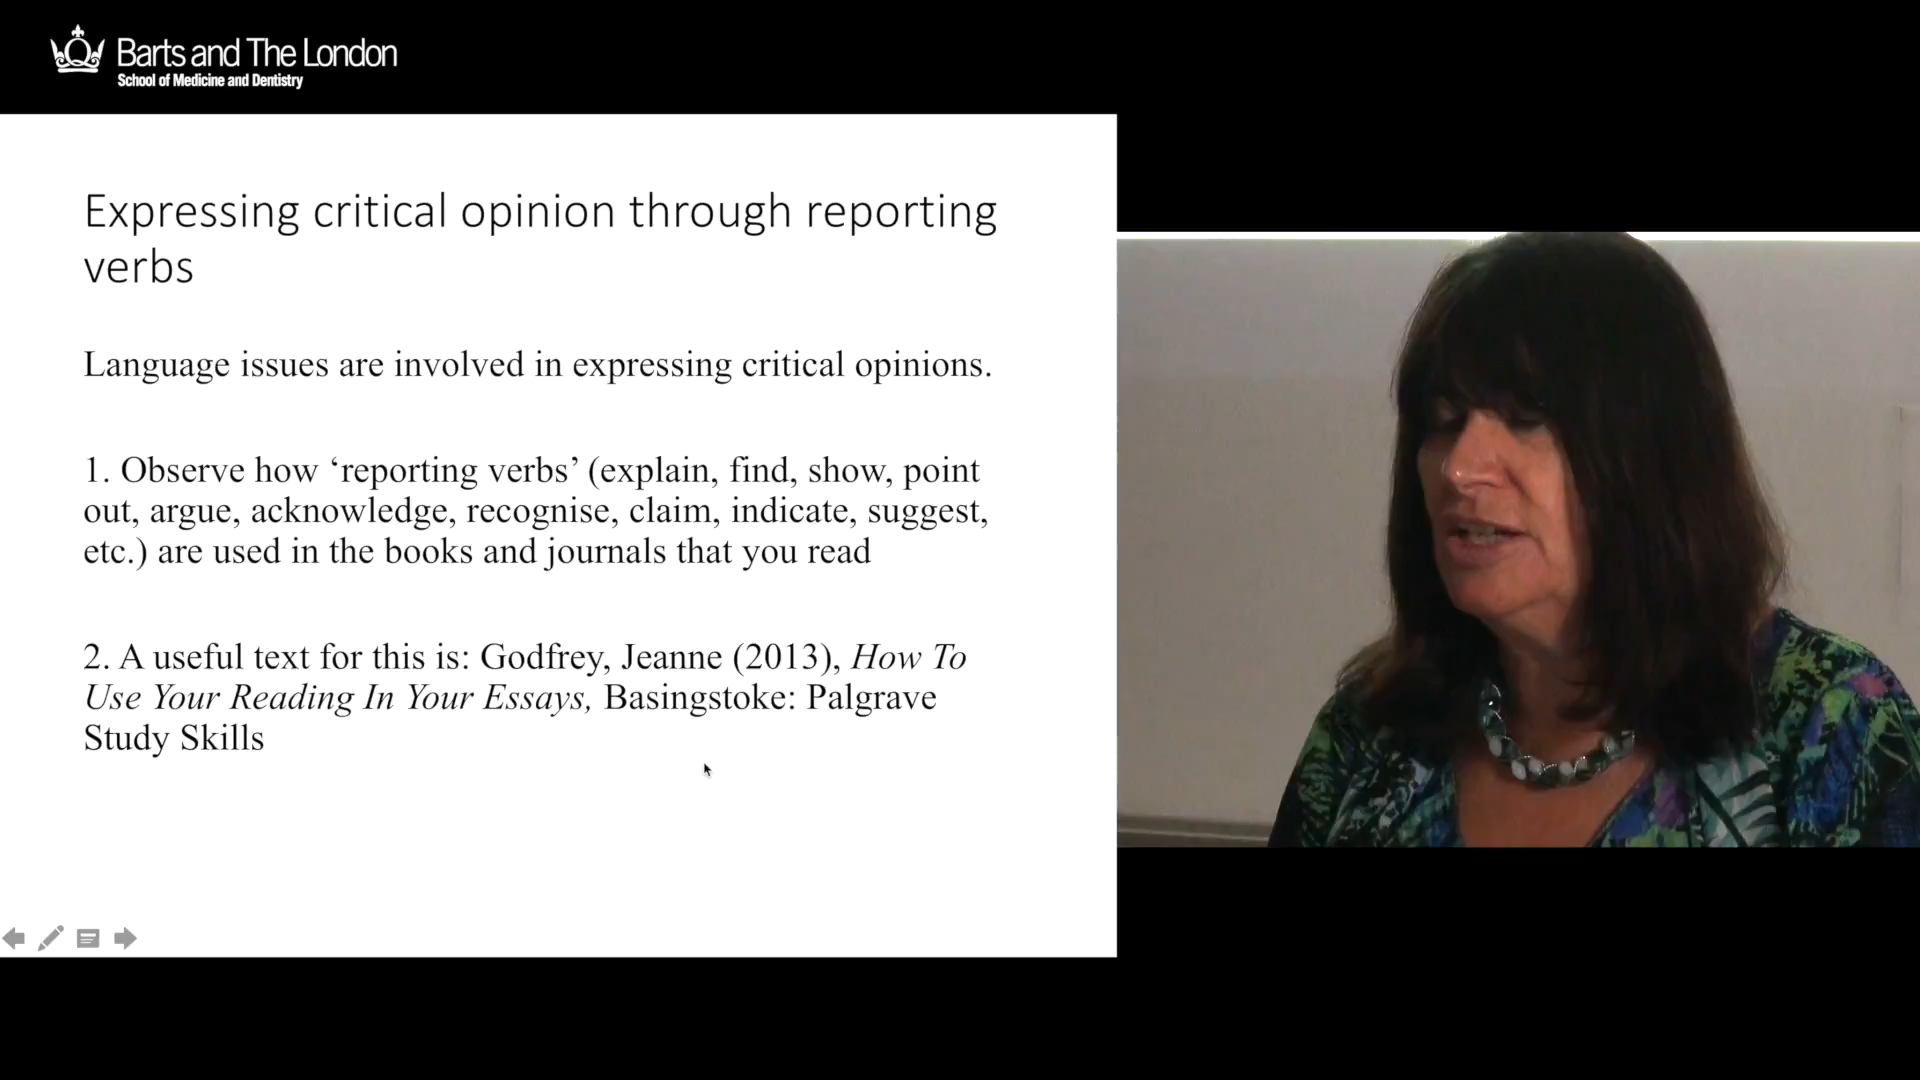 Barts and The London
School of Medicine and Dentistry
Expressing critical opinion through reporting
verbs
Language issues are involved in expressing critical opinions.
1. Observe how ‘reporting verbs’ (explain, find, show, point
out, argue, acknowledge, recognise, claim, indicate, suggest,
etc.) are used in the books and journals that you read
2. A useful text for this is: Godfrey, Jeanne (2013), How To
Use Your Reading In Your Essays, Basingstoke: Palgrave
Study Skills